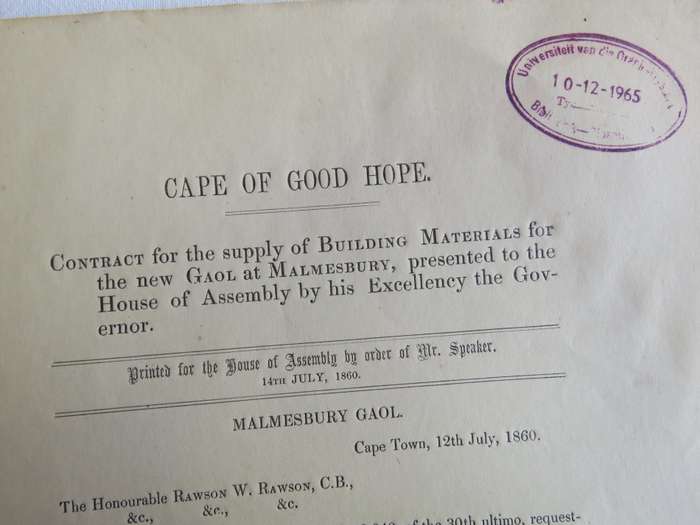 Universiteit van die
10-12-1965
CAPE OF GOOD HOPE.
CONTRACT for the supply of BUILDING MATERIALS for
the new GAOL at MALMESBURY, presented to the
House of Assembly by his Excellency the Gov-
ernor.
Printed for the House of Assembly by order of Mr. Speaker.
14TH JULY, 1860.
MALMESBURY GAOL.
Cape Town, 12th July, 1860.
The Honourable RAWSON W. RAWSON, C.B.,
&c., &c., &c.
of the 30th ultimo, request-